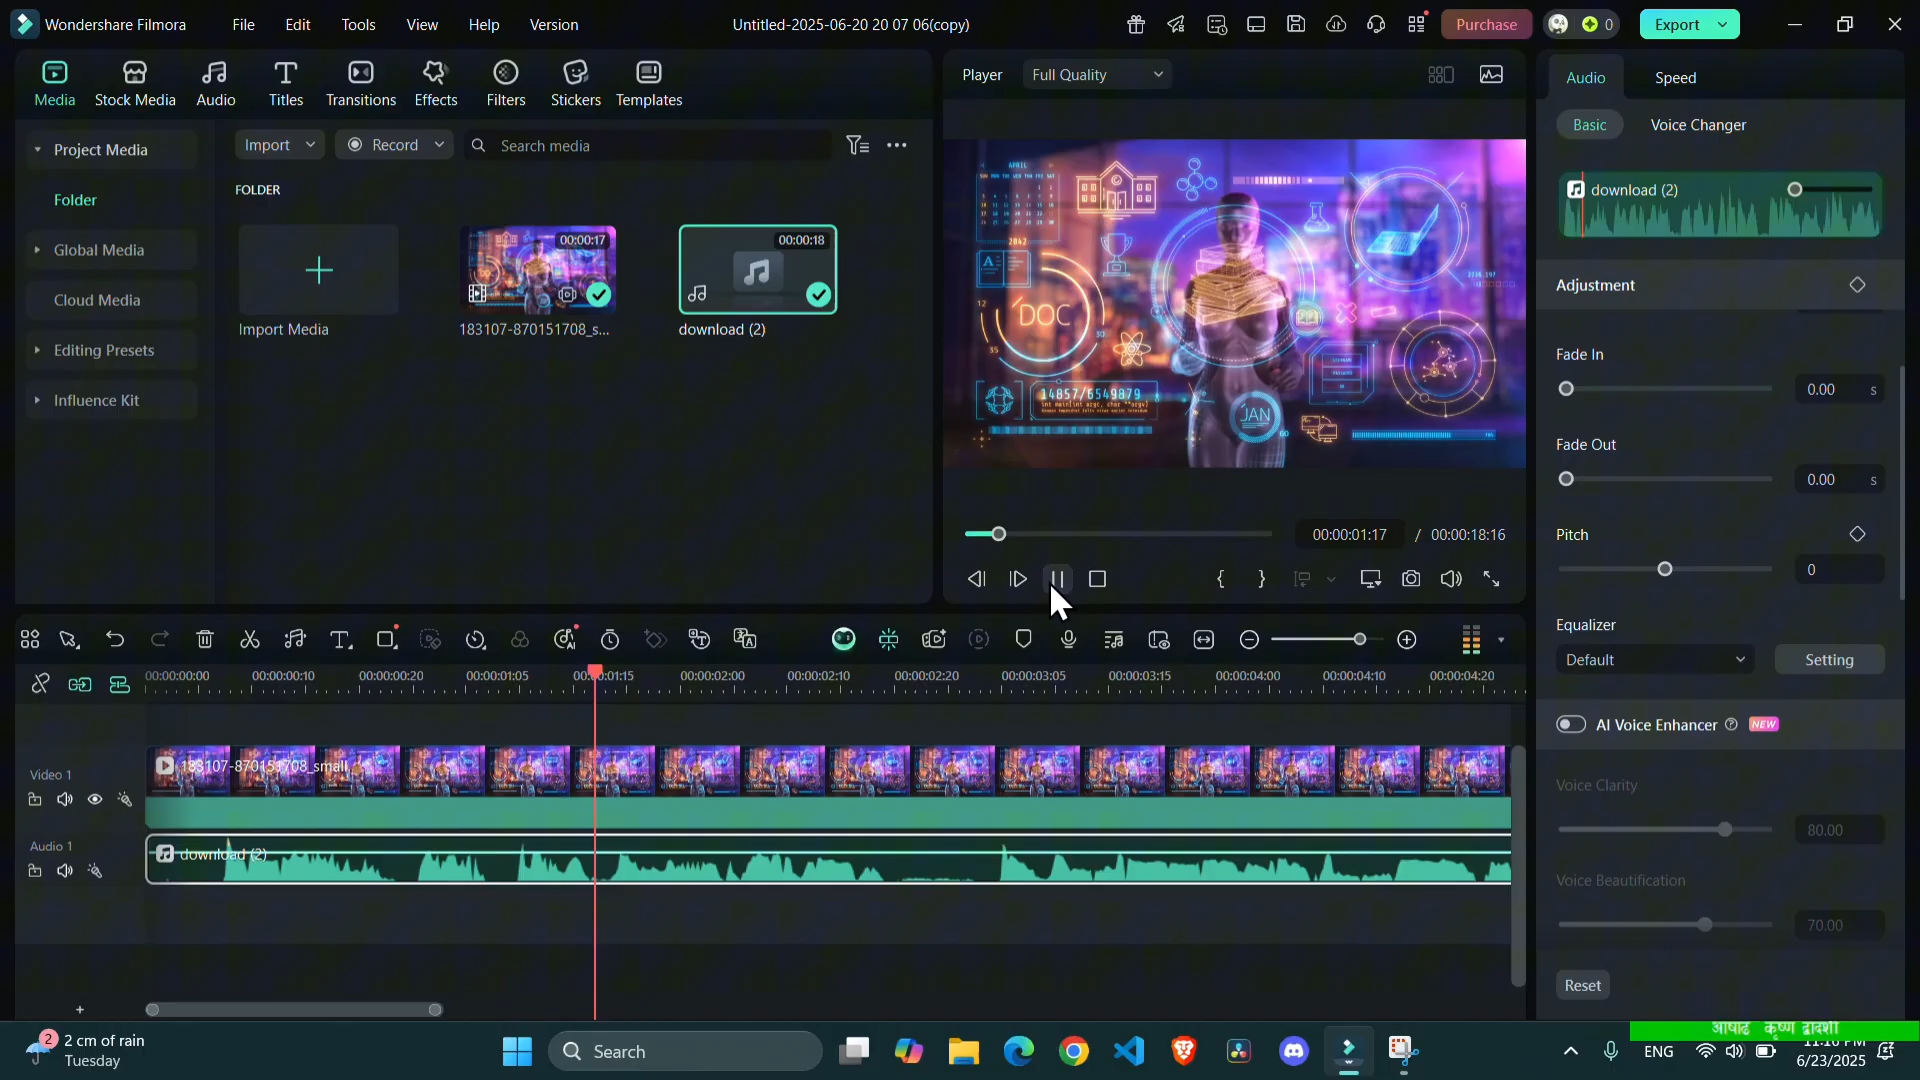 Wondershare Filmora
File
Edit
Tools
View
Help
Version
Untitled-2025-06-20 20 07 06(copy)
Purchase
0
Export
Media
Stock Media
Audio
Titles
Transitions
Effects
Filters
Stickers
Templates
Player
Full Quality
Audio
Speed
Basic
Voice Changer
Project Media
Folder
Global Media
Cloud Media
Editing Presets
Influence Kit
Import
Record
Search media
FOLDER
Import Media
00:00:17
183107-870151708_s...
00:00:18
download (2)
APRIL
2042
DOC
14857/6549879
JAN
00:00:01:17 / 00:00:18:16
download (2)
Adjustment
Fade In
0.00 s
Fade Out
0.00 s
Pitch
0
Equalizer
Default
Setting
AI Voice Enhancer
NEW
Voice Clarity
80.00
Voice Beautification
70.00
Reset
00:00:00:00
00:00:00:10
00:00:00:20
00:00:01:05
00:00:01:15
00:00:02:00
00:00:02:10
00:00:02:20
00:00:03:05
00:00:03:15
00:00:04:00
00:00:04:10
00:00:04:20
Video 1
183107-870151708_small
Audio 1
download (2)
2
2 cm of rain
Tuesday
Search
ENG
आषाढ कृष्ण द्वादशी
11:16 PM
6/23/2025